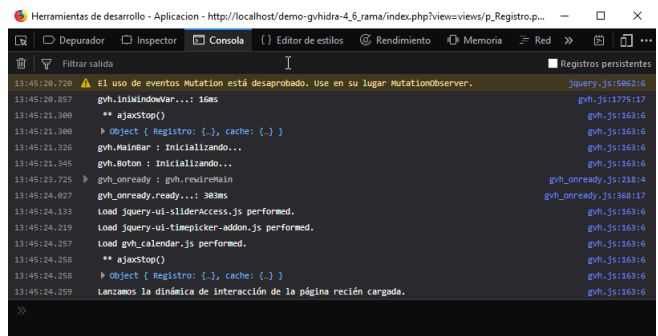 Herramientas de desarrollo - Aplicacion - http://localhost/demo-gvhidra-4_6_rama/index.php?view=views/p_Registro.p...
Depurador Inspector Consola {} Editor de estilos Rendimiento Memoria Red »
Filtrar salida Registros persistentes
13:45:20.720 El uso de eventos Mutation está desaprobado. Use en su lugar MutationObserver. jquery.js:5062:6
13:45:20.857 gvh.iniWindowVar...: 16ms gvh.js:1775:17
13:45:21.300 ** ajaxStop() gvh.js:163:6
13:45:21.300 Object { Registro: {…}, cache: {…} } gvh.js:163:6
13:45:21.326 gvh.MainBar : Inicializando... gvh.js:163:6
13:45:21.345 gvh.Boton : Inicializando... gvh.js:163:6
13:45:23.725 gvh_onready : gvh.rewireMain gvh_onready.js:218:4
13:45:24.027 gvh_onready.ready...: 303ms gvh_onready.js:368:17
13:45:24.133 Load jquery-ui-sliderAccess.js performed. gvh.js:163:6
13:45:24.219 Load jquery-ui-timepicker-addon.js performed. gvh.js:163:6
13:45:24.257 Load gvh_calendar.js performed. gvh.js:163:6
13:45:24.258 ** ajaxStop() gvh.js:163:6
13:45:24.258 Object { Registro: {…}, cache: {…} } gvh.js:163:6
13:45:24.259 Lanzamos la dinámica de interacción de la página recién cargada. gvh.js:163:6
»